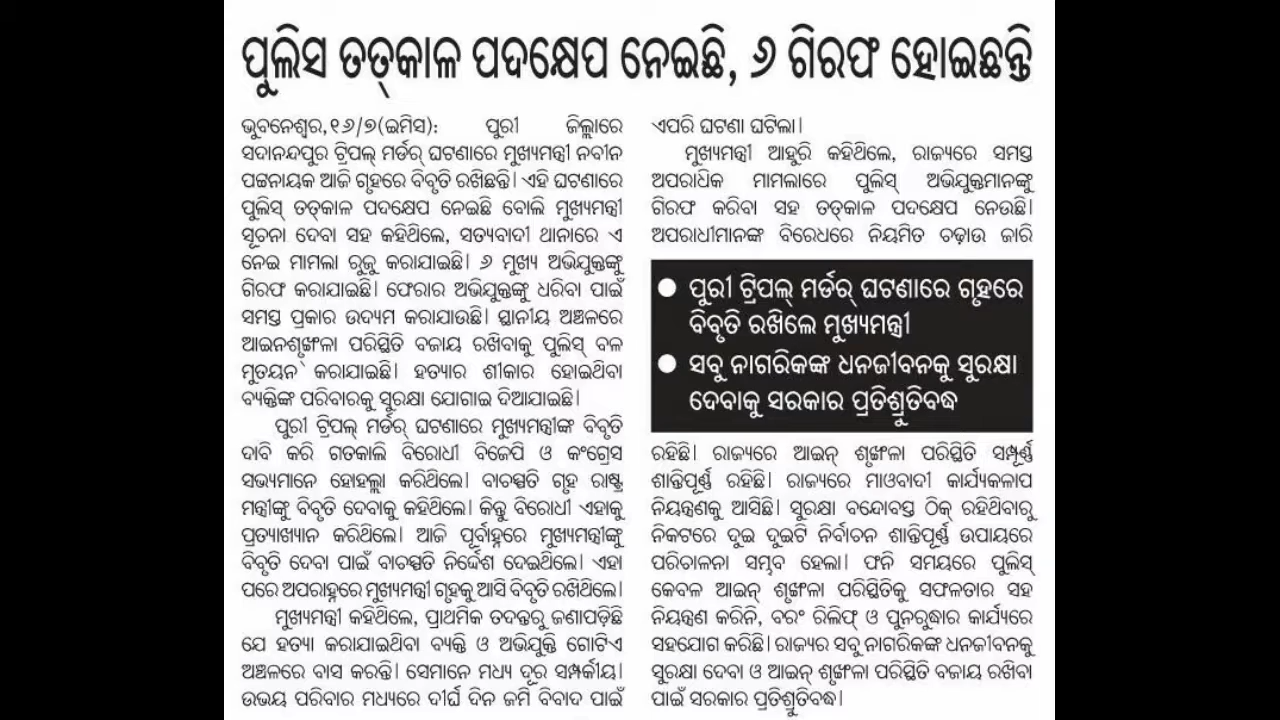 ପୁଲିସ ତତ୍‌କାଳ ପଦକ୍ଷେପ ନେଇଛି, ୬ ଗିରଫ ହୋଇଛନ୍ତି
ଭୁବନେଶ୍ୱର,୧୬/୭(ଇମିସ): ପୁରୀ ଜିଲ୍ଲାରେ
ସଦାନନ୍ଦପୁର ଟ୍ରିପଲ୍ ମର୍ଡର୍ ଘଟଣାରେ ମୁଖ୍ୟମନ୍ତ୍ରୀ ନବୀନ
ପଟ୍ଟନାୟକ ଆଜି ଗୃହରେ ବିବୃତି ରଖିଛନ୍ତି। ଏହି ଘଟଣାରେ
ପୁଲିସ୍ ତତ୍‌କାଳ ପଦକ୍ଷେପ ନେଇଛି ବୋଲି ମୁଖ୍ୟମନ୍ତ୍ରୀ
ସୂଚନା ଦେବା ସହ କହିଥିଲେ, ସତ୍ୟବାଦୀ ଥାନାରେ ଏ
ନେଇ ମାମଲା ରୁଜୁ କରାଯାଇଛି। ୬ ମୁଖ୍ୟ ଅଭିଯୁକ୍ତଙ୍କୁ
ଗିରଫ କରାଯାଇଛି। ଫେରାର ଅଭିଯୁକ୍ତଙ୍କୁ ଧରିବା ପାଇଁ
ସମସ୍ତ ପ୍ରକାର ଉଦ୍ୟମ କରାଯାଉଛି। ସ୍ଥାନୀୟ ଅଞ୍ଚଳରେ
ଆଇନଶୃଙ୍ଖଳା ପରିସ୍ଥିତି ବଜାୟ ରଖିବାକୁ ପୁଲିସ୍ ବଳ
ମୁତୟନ୍ କରାଯାଇଛି। ହତ୍ୟାର ଶୀକାର ହୋଇଥିବା
ବ୍ୟକ୍ତିଙ୍କ ପରିବାରକୁ ସୁରକ୍ଷା ଯୋଗାଇ ଦିଆଯାଇଛି।
ପୁରୀ ଟ୍ରିପଲ୍ ମର୍ଡର୍ ଘଟଣାରେ ମୁଖ୍ୟମନ୍ତ୍ରୀଙ୍କ ବିବୃତି
ଦାବି କରି ଗତକାଲି ବିରୋଧୀ ବିଜେପି ଓ କଂଗ୍ରେସ
ସଭ୍ୟମାନେ ହୋହଲ୍ଲା କରିଥିଲେ। ବାଚସ୍ପତି ଗୃହ ରାଷ୍ଟ୍ର
ମନ୍ତ୍ରୀଙ୍କୁ ବିବୃତି ଦେବାକୁ କହିଥିଲେ। କିନ୍ତୁ ବିରୋଧୀ ଏହାକୁ
ପ୍ରତ୍ୟାଖ୍ୟାନ କରିଥିଲେ। ଆଜି ପୂର୍ବାହ୍ନରେ ମୁଖ୍ୟମନ୍ତ୍ରୀଙ୍କୁ
ବିବୃତି ଦେବା ପାଇଁ ବାଚସ୍ପତି ନିର୍ଦ୍ଦେଶ ଦେଇଥିଲେ। ଏହା
ପରେ ଅପରାହ୍ନରେ ମୁଖ୍ୟମନ୍ତ୍ରୀ ଗୃହକୁ ଆସି ବିବୃତି ରଖିଥିଲେ।
ମୁଖ୍ୟମନ୍ତ୍ରୀ କହିଥିଲେ, ପ୍ରାଥମିକ ତଦନ୍ତରୁ ଜଣାପଡ଼ିଛି
ଯେ ହତ୍ୟା କରାଯାଇଥିବା ବ୍ୟକ୍ତି ଓ ଅଭିଯୁକ୍ତି ଗୋଟିଏ
ଅଞ୍ଚଳରେ ବାସ କରନ୍ତି। ସେମାନେ ମଧ୍ୟ ଦୂର ସମ୍ପର୍କୀୟ।
ଉଭୟ ପରିବାର ମଧ୍ୟରେ ଦୀର୍ଘ ଦିନ ଜମି ବିବାଦ ପାଇଁ
ଏପରି ଘଟଣା ଘଟିଲା।
ମୁଖ୍ୟମନ୍ତ୍ରୀ ଆହୁରି କହିଥିଲେ, ରାଜ୍ୟରେ ସମସ୍ତ
ଅପରାଧିକ ମାମଲାରେ ପୁଲିସ୍ ଅଭିଯୁକ୍ତମାନଙ୍କୁ
ଗିରଫ କରିବା ସହ ତତ୍‌କାଳ ପଦକ୍ଷେପ ନେଉଛି।
ଅପରାଧୀମାନଙ୍କ ବିରେଧରେ ନିୟମିତ ଚଢ଼ାଉ ଜାରି
● ପୁରୀ ଟ୍ରିପଲ୍ ମର୍ଡର୍ ଘଟଣାରେ ଗୃହରେ
ବିବୃତି ରଖିଲେ ମୁଖ୍ୟମନ୍ତ୍ରୀ
● ସବୁ ନାଗରିକଙ୍କ ଧନଜୀବନକୁ ସୁରକ୍ଷା
ଦେବାକୁ ସରକାର ପ୍ରତିଶ୍ରୁତିବଦ୍ଧ
ରହିଛି। ରାଜ୍ୟରେ ଆଇନ୍ ଶୃଙ୍ଖଳା ପରିସ୍ଥିତି ସମ୍ପୂର୍ଣ୍ଣ
ଶାନ୍ତିପୂର୍ଣ୍ଣ ରହିଛି। ରାଜ୍ୟରେ ମାଓବାଦୀ କାର୍ଯ୍ୟକଳାପ
ନିୟନ୍ତ୍ରଣକୁ ଆସିଛି। ସୁରକ୍ଷା ବନ୍ଦୋବସ୍ତ ଠିକ୍ ରହିଥିବାରୁ
ନିକଟରେ ଦୁଇ ଦୁଇଟି ନିର୍ବାଚନ ଶାନ୍ତିପୂର୍ଣ୍ଣ ଉପାୟରେ
ପରିଚାଳନା ସମ୍ଭବ ହେଲା। ଫନି ସମୟରେ ପୁଲିସ୍
କେବଳ ଆଇନ୍ ଶୃଙ୍ଖଳା ପରିସ୍ଥିତିକୁ ସଫଳତାର ସହ
ନିୟନ୍ତ୍ରଣ କରିନି, ବରଂ ରିଲିଫ୍ ଓ ପୁନରୁଦ୍ଧାର କାର୍ଯ୍ୟରେ
ସହଯୋଗ କରିଛି। ରାଜ୍ୟର ସବୁ ନାଗରିକଙ୍କ ଧନଜୀବନକୁ
ସୁରକ୍ଷା ଦେବା ଓ ଆଇନ୍ ଶୃଙ୍ଖଳା ପରିସ୍ଥିତି ବଜାୟ ରଖିବା
ପାଇଁ ସରକାର ପ୍ରତିଶ୍ରୁତିବଦ୍ଧ।